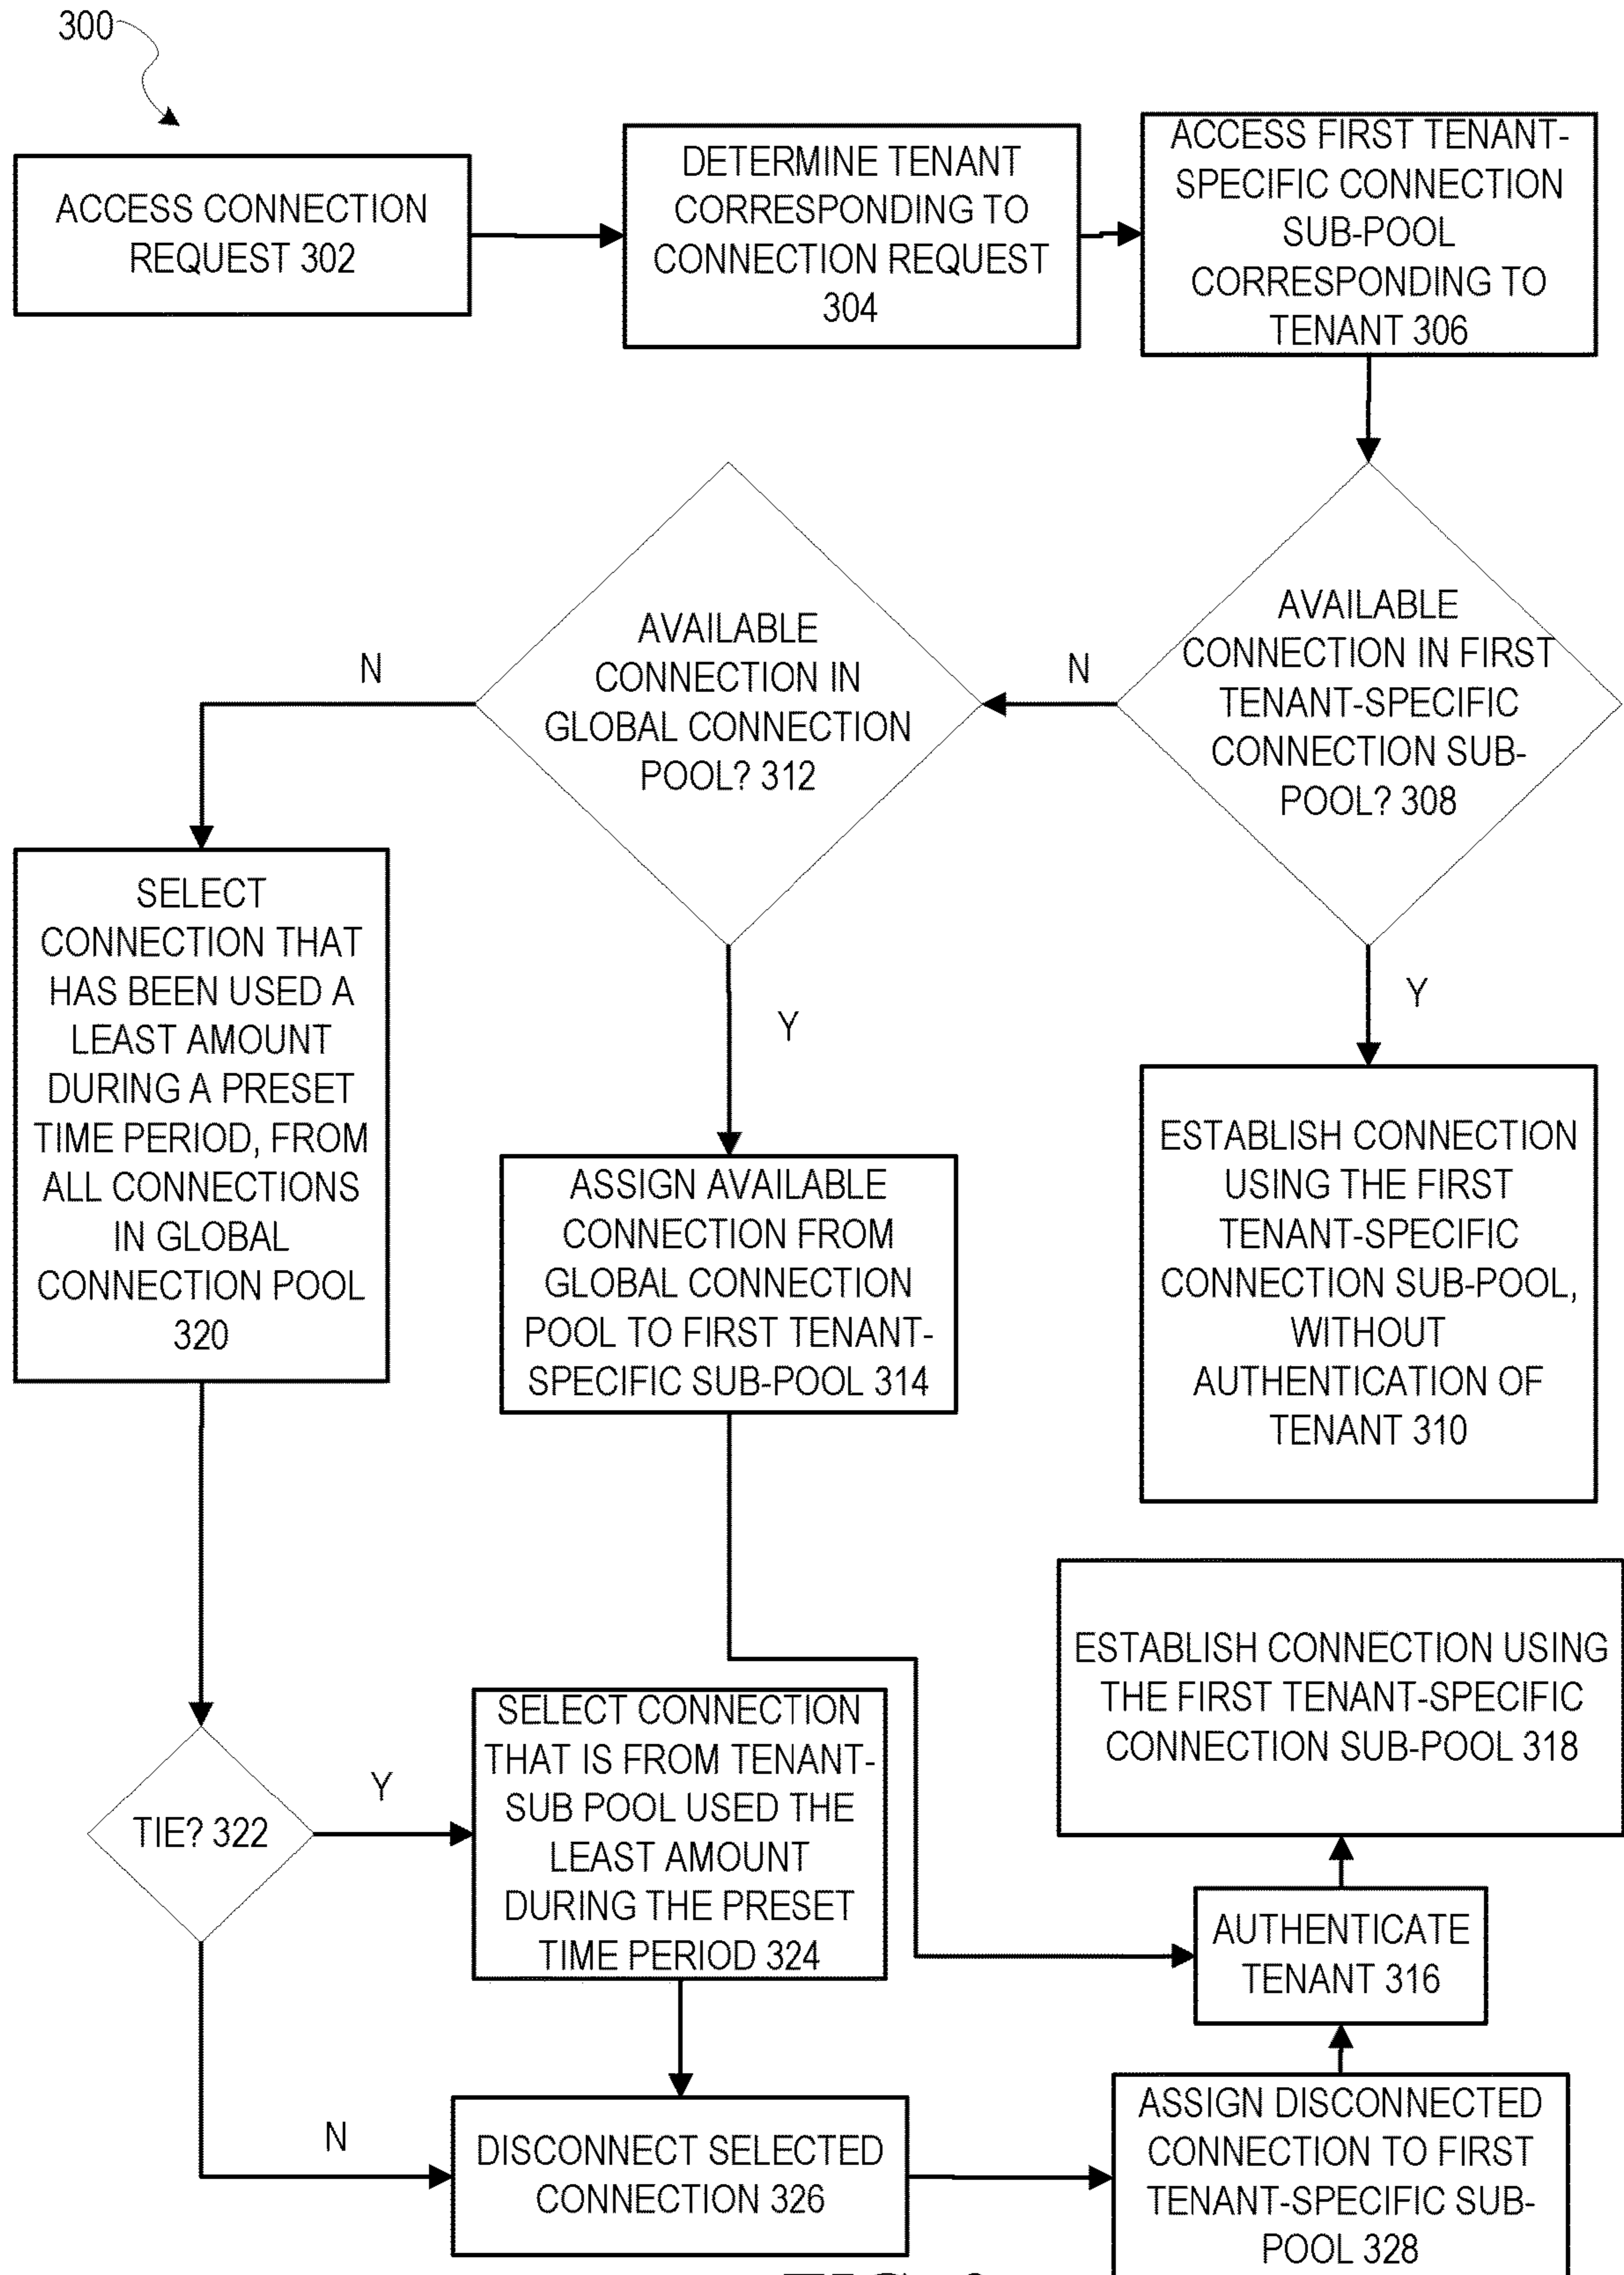 300
ACCESS CONNECTION
REQUEST 302
DETERMINE TENANT
CORRESPONDING TO
CONNECTION REQUEST
304
ACCESS FIRST TENANT-
SPECIFIC CONNECTION
SUB-POOL
CORRESPONDING TO
TENANT 306
AVAILABLE
CONNECTION IN FIRST
TENANT-SPECIFIC
CONNECTION SUB-
POOL? 308
N
AVAILABLE
CONNECTION IN
GLOBAL CONNECTION
POOL? 312
N
Y
Y
ESTABLISH CONNECTION
USING THE FIRST
TENANT-SPECIFIC
CONNECTION SUB-POOL,
WITHOUT
AUTHENTICATION OF
TENANT 310
ASSIGN AVAILABLE
CONNECTION FROM
GLOBAL CONNECTION
POOL TO FIRST TENANT-
SPECIFIC SUB-POOL 314
SELECT
CONNECTION THAT
HAS BEEN USED A
LEAST AMOUNT
DURING A PRESET
TIME PERIOD, FROM
ALL CONNECTIONS
IN GLOBAL
CONNECTION POOL
320
TIE? 322
Y
SELECT CONNECTION
THAT IS FROM TENANT-
SUB POOL USED THE
LEAST AMOUNT
DURING THE PRESET
TIME PERIOD 324
N
DISCONNECT SELECTED
CONNECTION 326
ASSIGN DISCONNECTED
CONNECTION TO FIRST
TENANT-SPECIFIC SUB-
POOL 328
AUTHENTICATE
TENANT 316
ESTABLISH CONNECTION USING
THE FIRST TENANT-SPECIFIC
CONNECTION SUB-POOL 318